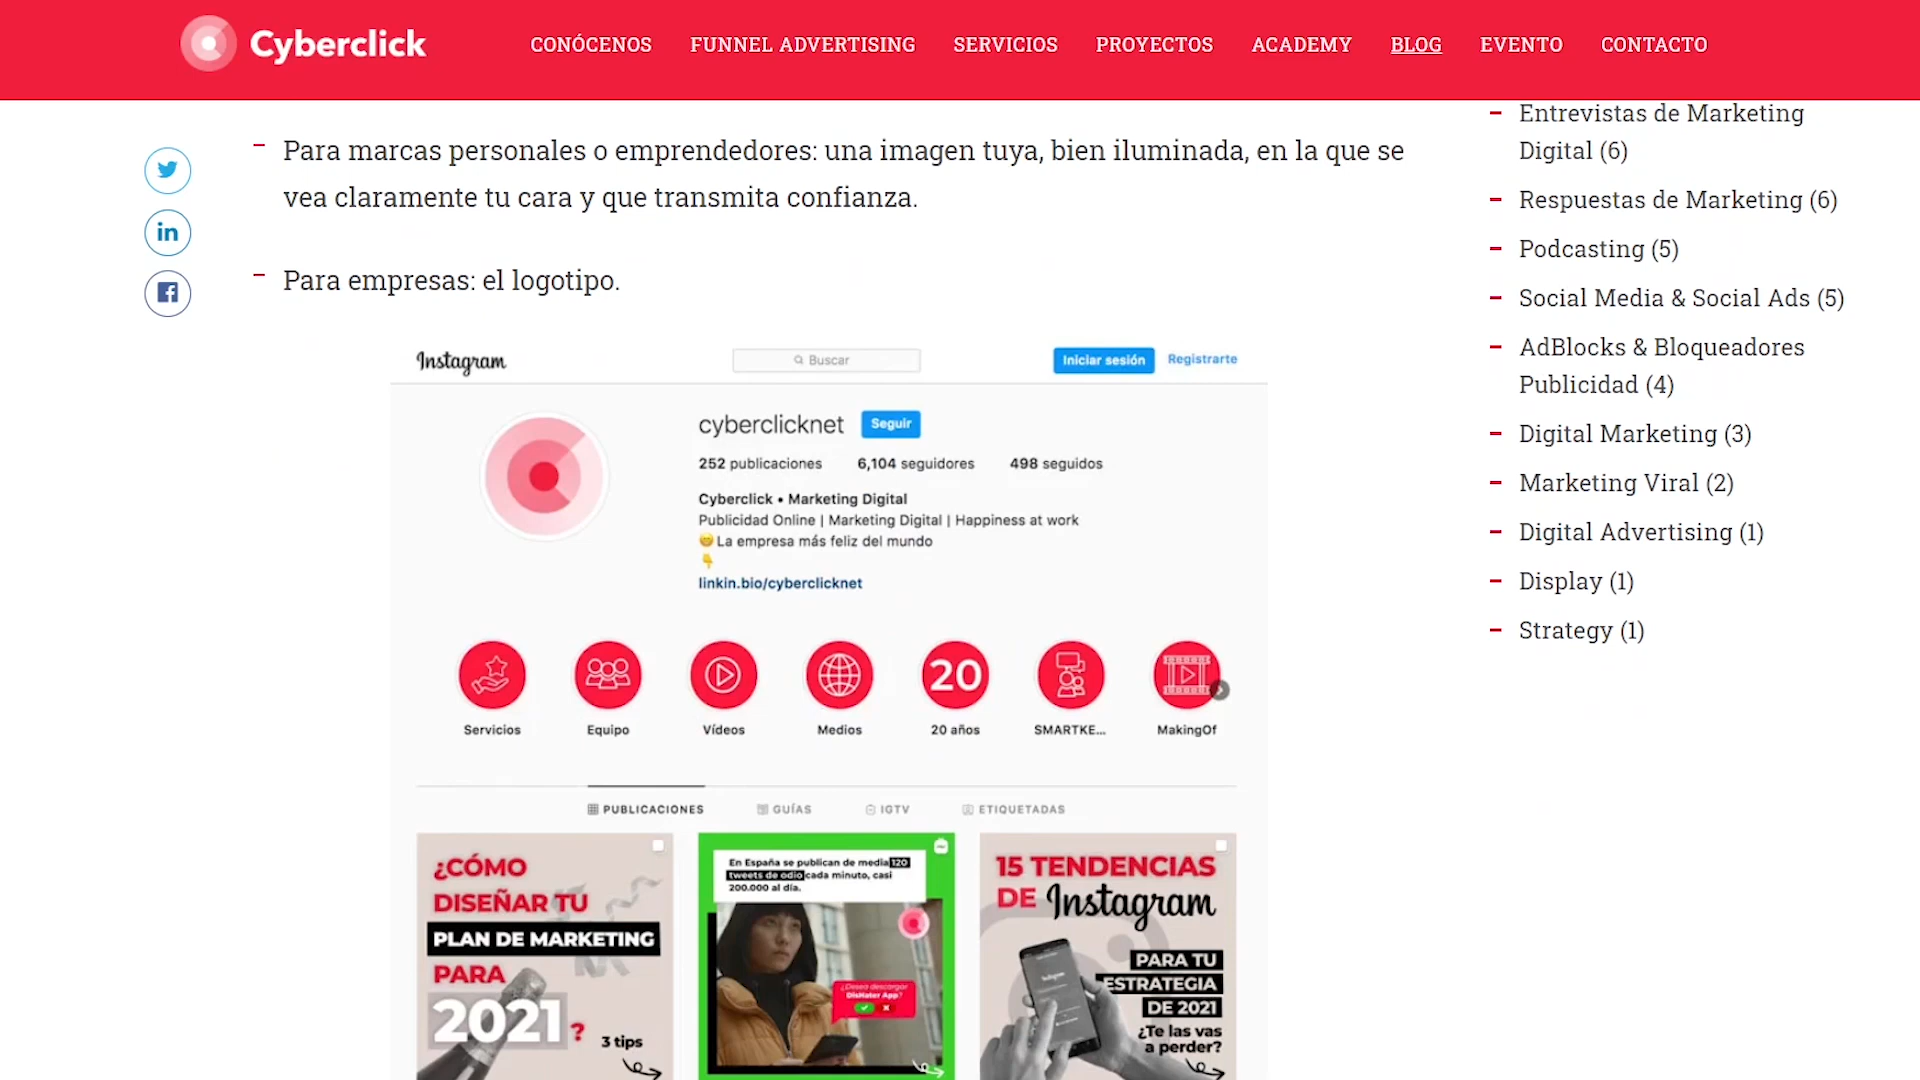 Cyberclick
CONÓCENOS
FUNNEL ADVERTISING
SERVICIOS
PROYECTOS
ACADEMY
BLOG
EVENTO
CONTACTO
Para marcas personales o emprendedores: una imagen tuya, bien iluminada, en la que se
vea claramente tu cara y que transmita confianza.
Para empresas: el logotipo.
Instagram
Buscar
Iniciar sesión
Registrarte
cyberclicknet
Seguir
252 publicaciones
6,104 seguidores
498 seguidos
Cyberclick • Marketing Digital
Publicidad Online | Marketing Digital | Happiness at work
La empresa más feliz del mundo
linkin.bio/cyberclicknet
20
Servicios
Equipo
Vídeos
Medios
20 años
SMARTKE...
MakingOf
PUBLICACIONES
GUÍAS
IGTV
ETIQUETADAS
¿CÓMO
DISEÑAR TU
PLAN DE MARKETING
PARA
2021?
3 tips
En España se publican de media 120
tweets de odio cada minuto, casi
200.000 al día.
¿Desea descargar
DisHater App?
15 TENDENCIAS
DE Instagram
PARA TU
ESTRATEGIA
DE 2021
¿Te las vas
a perder?
Entrevistas de Marketing
Digital (6)
Respuestas de Marketing (6)
Podcasting (5)
Social Media & Social Ads (5)
AdBlocks & Bloqueadores
Publicidad (4)
Digital Marketing (3)
Marketing Viral (2)
Digital Advertising (1)
Display (1)
Strategy (1)